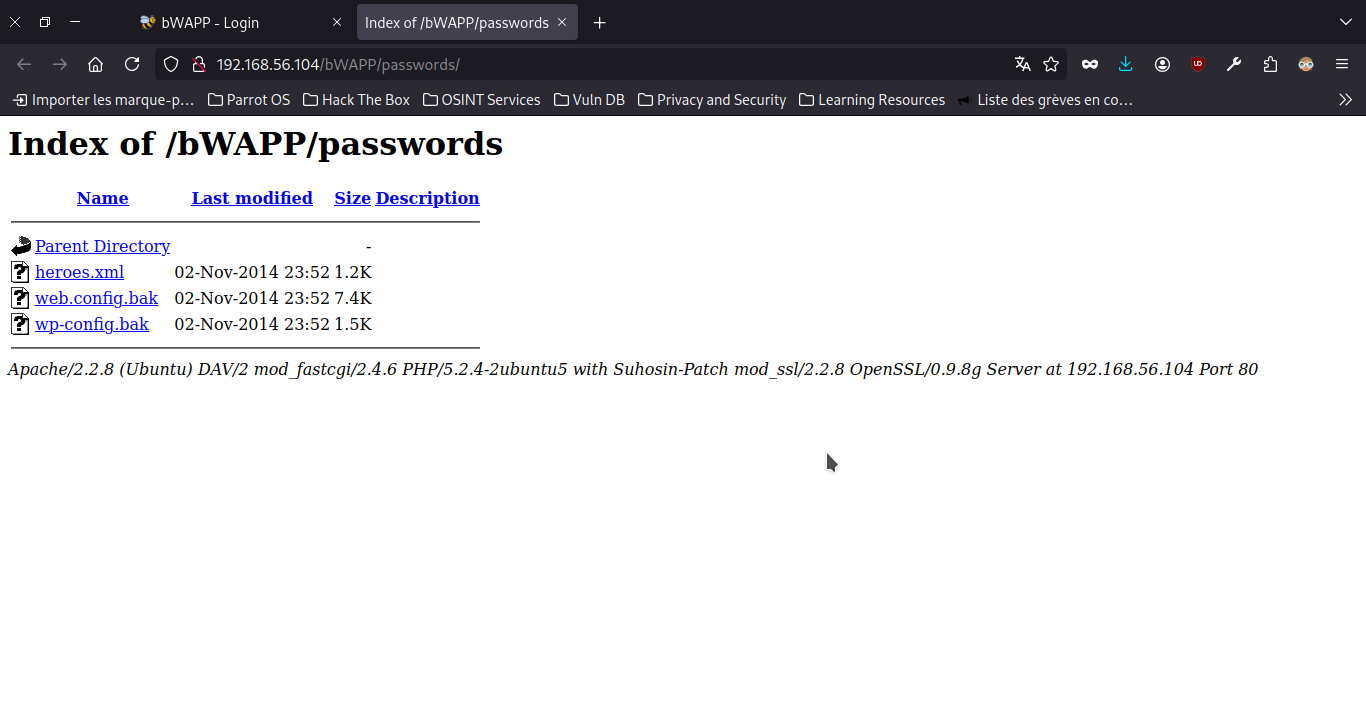 bWAPP - Login
Index of /bWAPP/passwords
192.168.56.104/bWAPP/passwords/
Importer les marque-p… Parrot OS Hack The Box OSINT Services Vuln DB Privacy and Security Learning Resources Liste des grèves en co…
Index of /bWAPP/passwords
Name Last modified Size Description
Parent Directory -
heroes.xml 02-Nov-2014 23:52 1.2K
web.config.bak 02-Nov-2014 23:52 7.4K
wp-config.bak 02-Nov-2014 23:52 1.5K
Apache/2.2.8 (Ubuntu) DAV/2 mod_fastcgi/2.4.6 PHP/5.2.4-2ubuntu5 with Suhosin-Patch mod_ssl/2.2.8 OpenSSL/0.9.8g Server at 192.168.56.104 Port 80